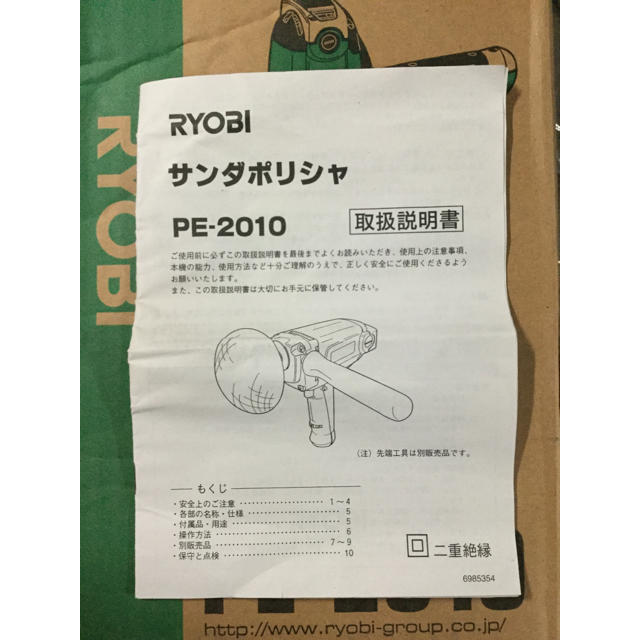 RYOBI
RYOBI
サンダポリシャ
PE-2010
取扱説明書
ご使用前に必ずこの取扱説明書を最後までよくお読みいただき、使用上の注意事項、
本機の能力、使用方法など十分ご理解のうえで、正しく安全にご使用くださるよう
お願いいたします。
また、この取扱説明書は大切にお手元に保管してください。
(注)先端工具は別販売品です。
もくじ
・安全上のご注意 …………………… 1〜4
・各部の名称・仕様 …………………… 5
・付属品・用途 …………………… 5
・操作方法 …………………… 6
・別販売品 …………………… 7〜9
・保守と点検 …………………… 10
回 二重絶縁
6985354
PE-2010
http://www.ryobi-group.co.jp/